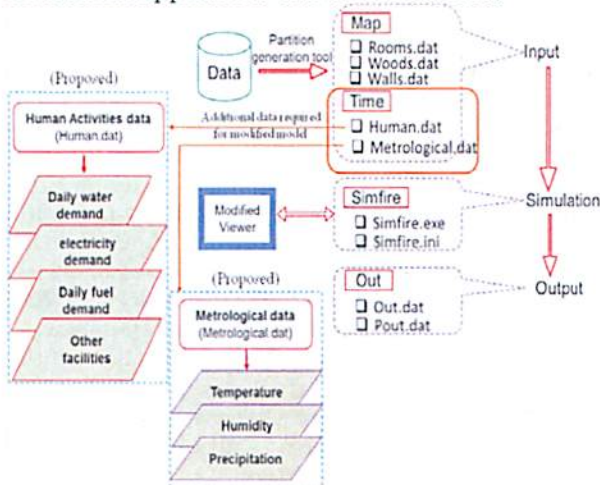 Partition
generation tool
Data
Map
Rooms.dat
Woods.dat
Walls.dat
Input
(Proposed)
Human Activities data
(Human.dat)
Additional data required
for modified model
Time
Human.dat
Metrological.dat
Daily water
demand
electricity
demand
Daily fuel
demand
Other
facilities
Modified
Viewer
Simfire
Simfire.exe
Simfire.ini
Simulation
(Proposed)
Metrological data
(Metrological.dat)
Temperature
Humidity
Precipitation
Out
Out.dat
Pout.dat
Output